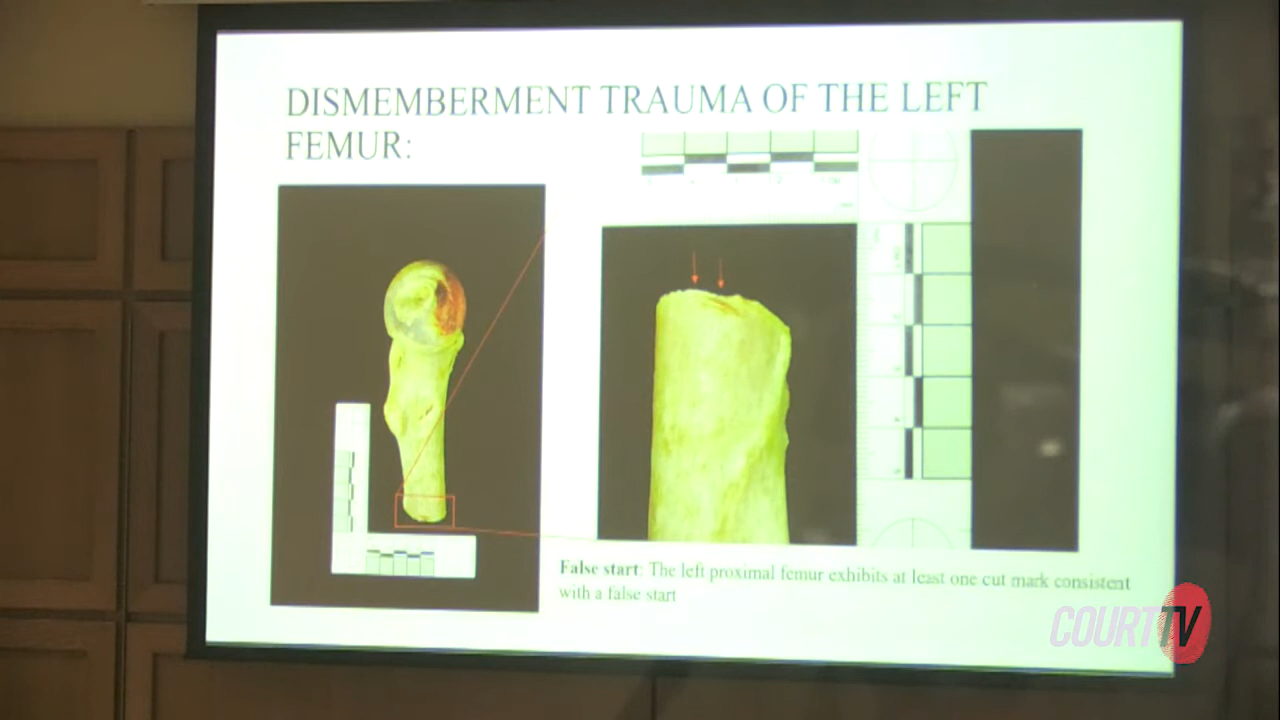 DISMEMBERMENT TRAUMA OF THE LEFT
FEMUR:
False start: The left proximal femur exhibits at least one cut mark consistent
with a false start
COURT TV